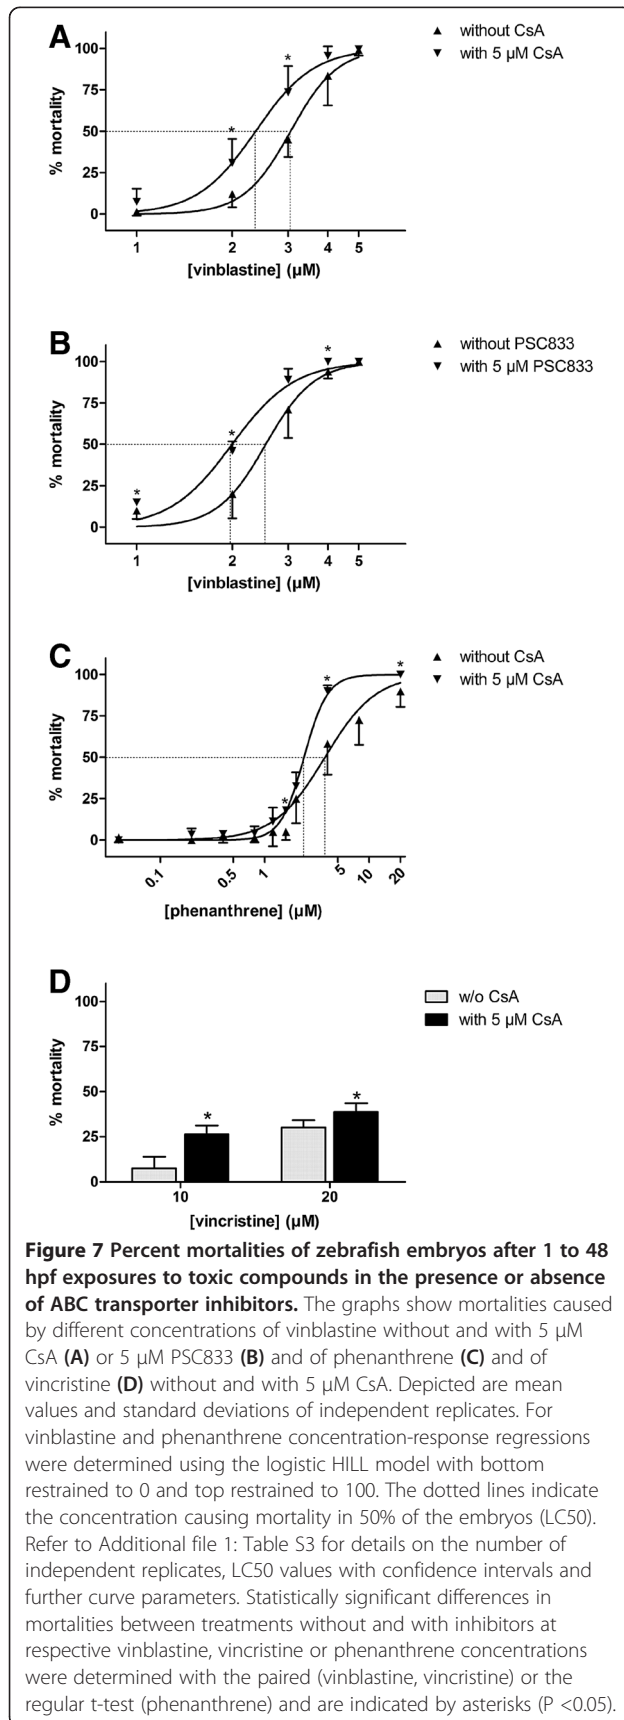 A
without CsA
with 5 µM CsA
% mortality
100
75
50
25
0
*
*
1 2 3 4 5
[vinblastine] (µM)
B
without PSC833
with 5 µM PSC833
% mortality
100
75
50
25
0
*
*
*
1 2 3 4 5
[vinblastine] (µM)
C
without CsA
with 5 µM CsA
% mortality
100
75
50
25
0
*
*
*
0.1 0.5 1 5 10 20
[phenanthrene] (µM)
D
w/o CsA
with 5 µM CsA
% mortality
100
75
50
25
0
*
*
10 20
[vincristine] (µM)
Figure 7 Percent mortalities of zebrafish embryos after 1 to 48
hpf exposures to toxic compounds in the presence or absence
of ABC transporter inhibitors. The graphs show mortalities caused
by different concentrations of vinblastine without and with 5 µM
CsA (A) or 5 µM PSC833 (B) and of phenanthrene (C) and of
vincristine (D) without and with 5 µM CsA. Depicted are mean
values and standard deviations of independent replicates. For
vinblastine and phenanthrene concentration-response regressions
were determined using the logistic HILL model with bottom
restrained to 0 and top restrained to 100. The dotted lines indicate
the concentration causing mortality in 50% of the embryos (LC50).
Refer to Additional file 1: Table S3 for details on the number of
independent replicates, LC50 values with confidence intervals and
further curve parameters. Statistically significant differences in
mortalities between treatments without and with inhibitors at
respective vinblastine, vincristine or phenanthrene concentrations
were determined with the paired (vinblastine, vincristine) or the
regular t-test (phenanthrene) and are indicated by asterisks (P <0.05).